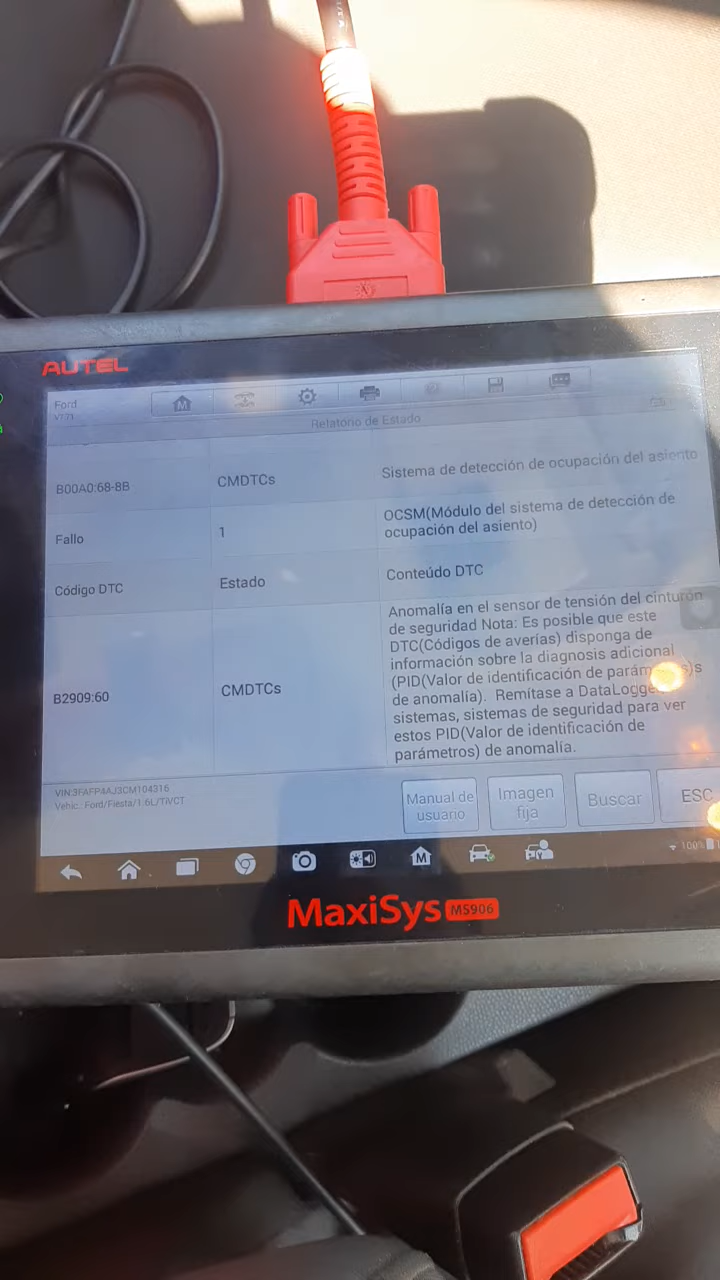 AUTEL
Ford
Relatório de Estado
B00A0:68-8B
CMDTCs
Sistema de detección de ocupación del asiento
Fallo
1
OCSM(Módulo del sistema de detección de
ocupación del asiento)
Código DTC
Estado
Conteúdo DTC
B2909:60
CMDTCs
Anomalía en el sensor de tensión del cinturón
de seguridad Nota: Es posible que este
DTC(Códigos de averías) disponga de
información sobre la diagnosis adicional
(PID(Valor de identificación de
de anomalía). Remítase a DataLogger
sistemas, sistemas de seguridad para ver
estos PID(Valor de identificación de
parámetros) de anomalía.
VIN:3FAFP4AJ3CM104316
Vehic.: Ford/Fiesta/1.6L/TiVCT
Manual de
usuario
Imagen
fija
Buscar
ESC
100%
MaxiSys MS906